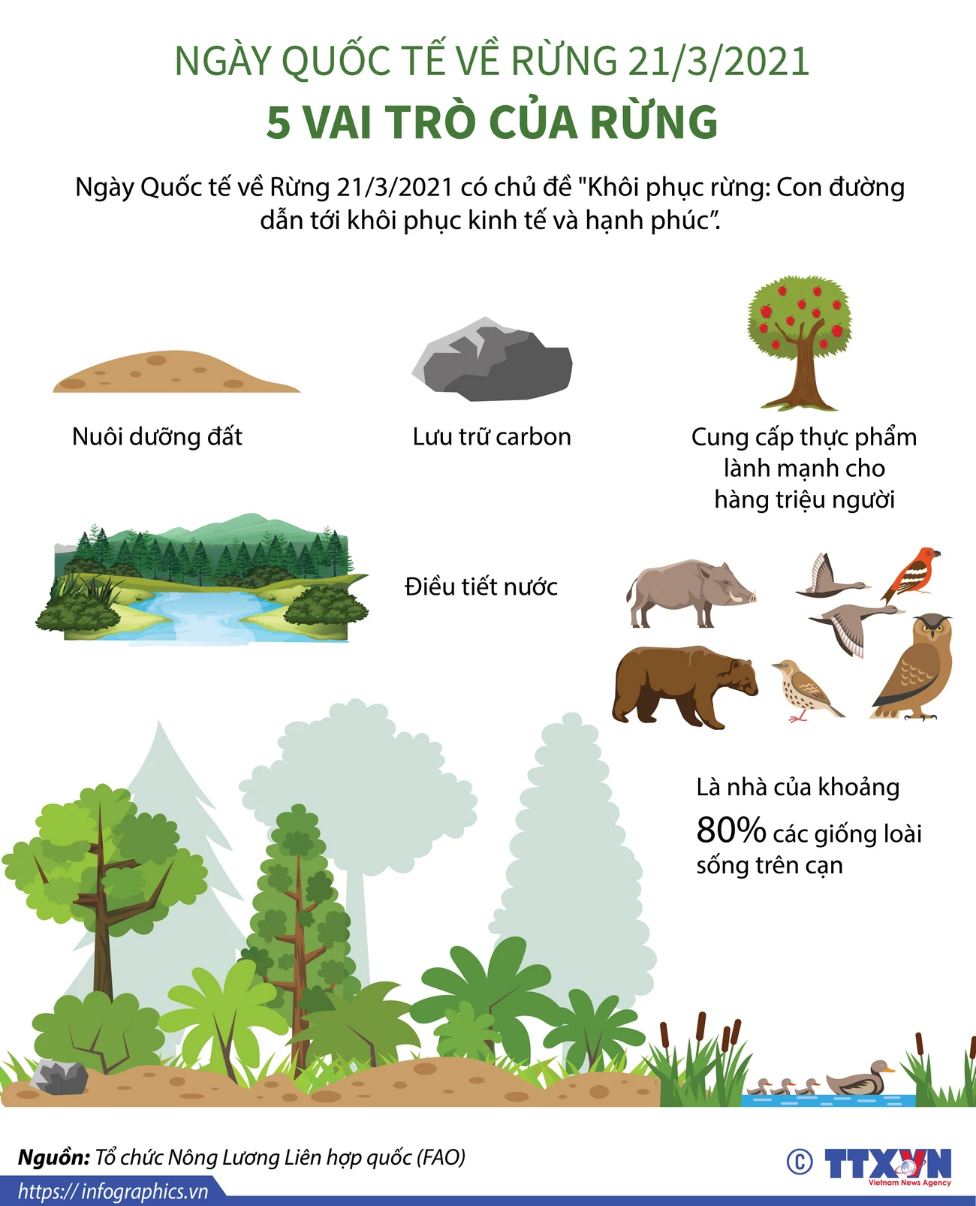 NGÀY QUỐC TẾ VỀ RỪNG 21/3/2021
5 VAI TRÒ CỦA RỪNG
Ngày Quốc tế về Rừng 21/3/2021 có chủ đề "Khôi phục rừng: Con đường
dẫn tới khôi phục kinh tế và hạnh phúc”.
Nuôi dưỡng đất
Lưu trữ carbon
Cung cấp thực phẩm
lành mạnh cho
hàng triệu người
Điều tiết nước
Là nhà của khoảng
80% các giống loài
sống trên cạn
Nguồn: Tổ chức Nông Lương Liên hợp quốc (FAO)
© TTXVN
Vietnam News Agency
https:// infographics.vn